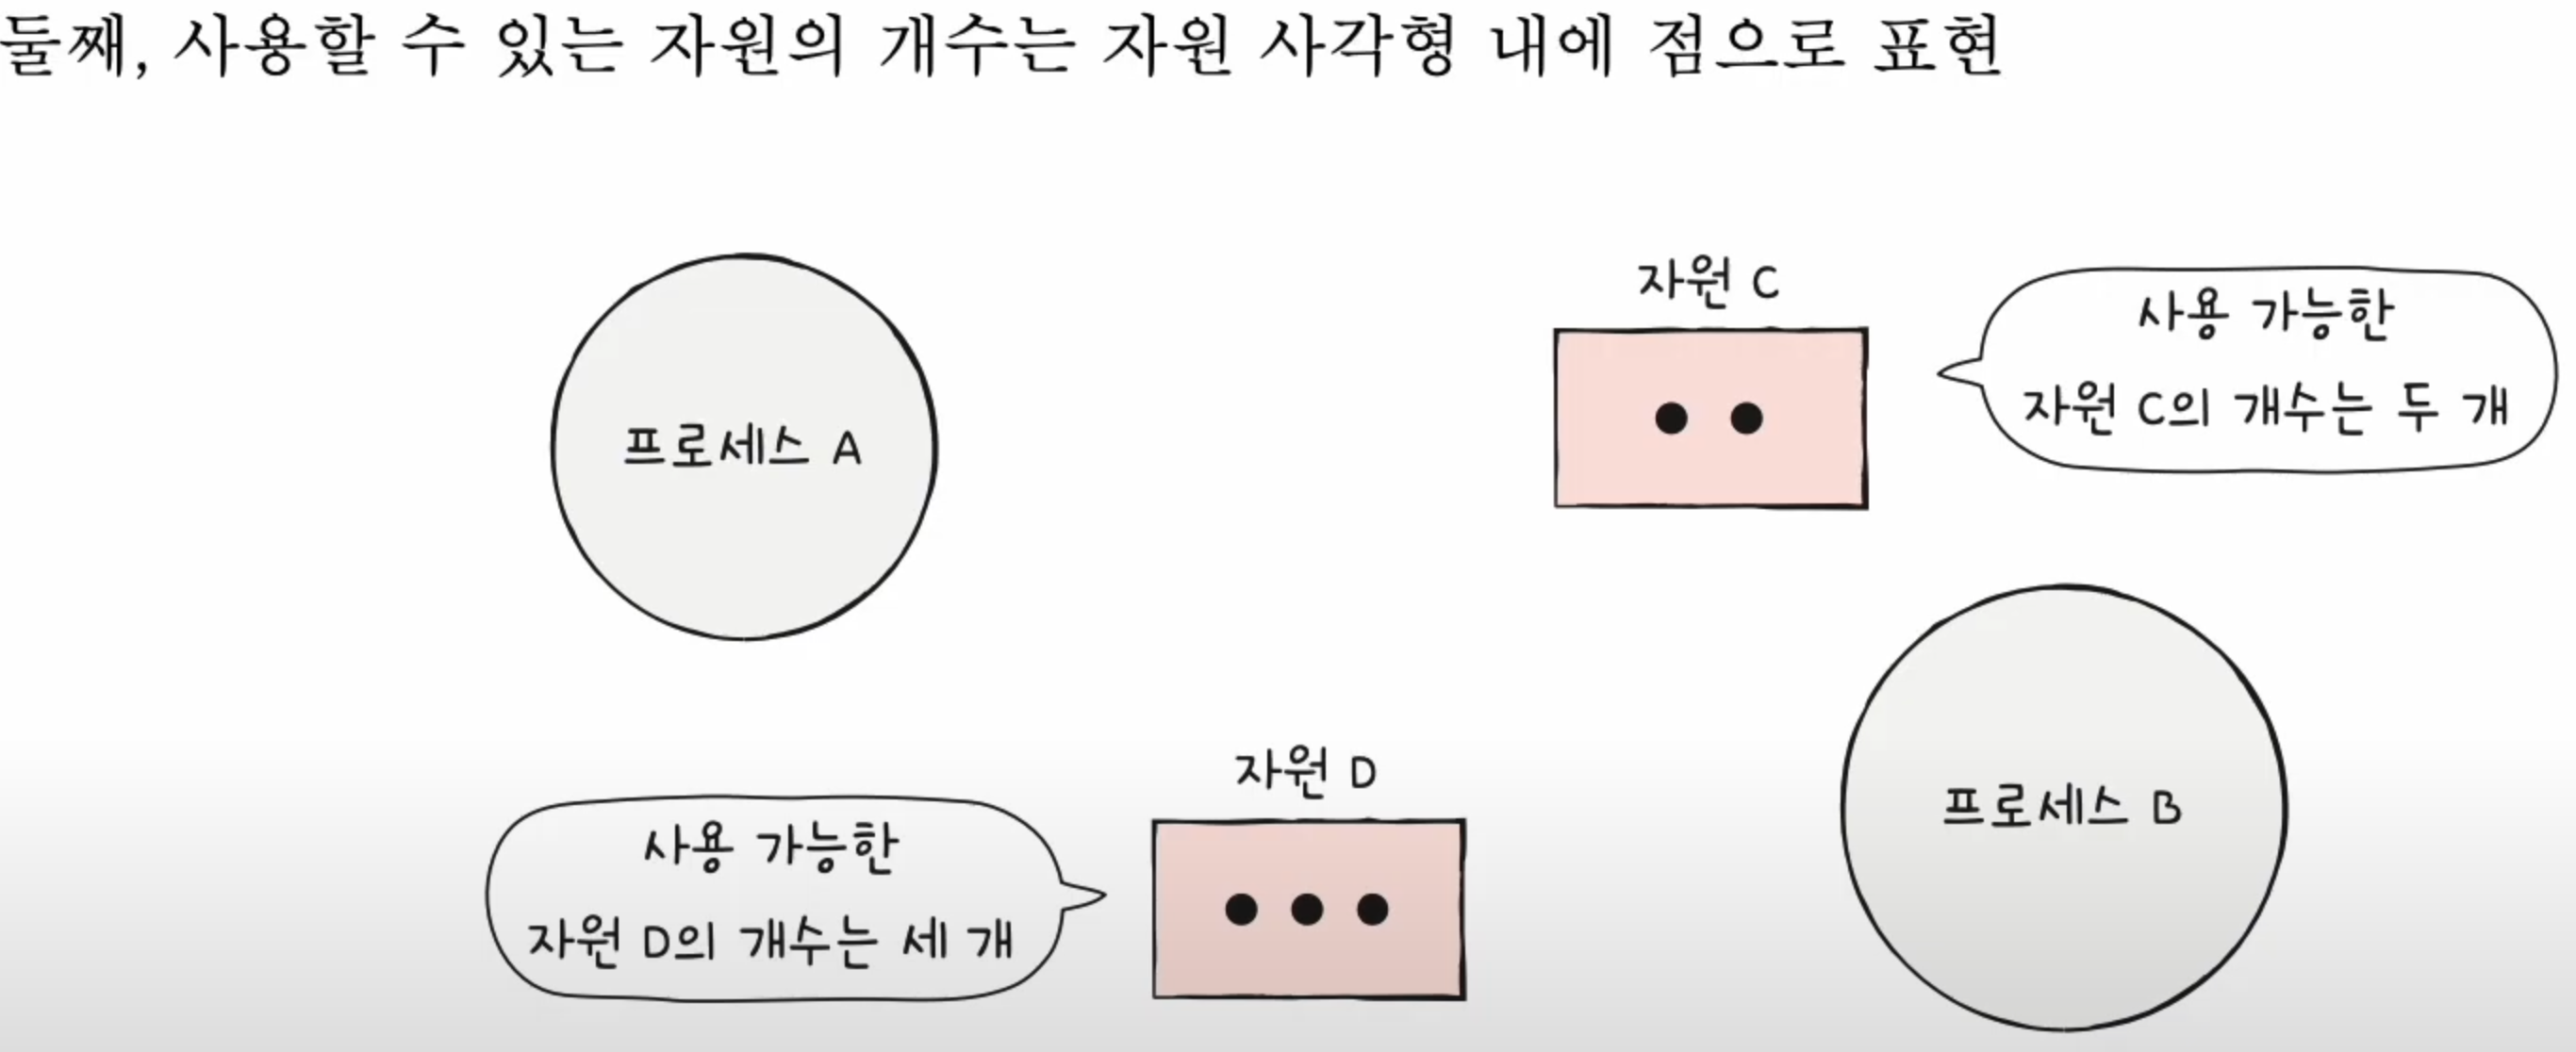 둘째, 사용할 수 있는 자원의 개수는 자원 사각형 내에 점으로 표현
자원 C
사용 가능한
자원 C의 개수는 두 개
프로세스 A
자원 D
사용 가능한
자원 D의 개수는 세 개
프로세스 B